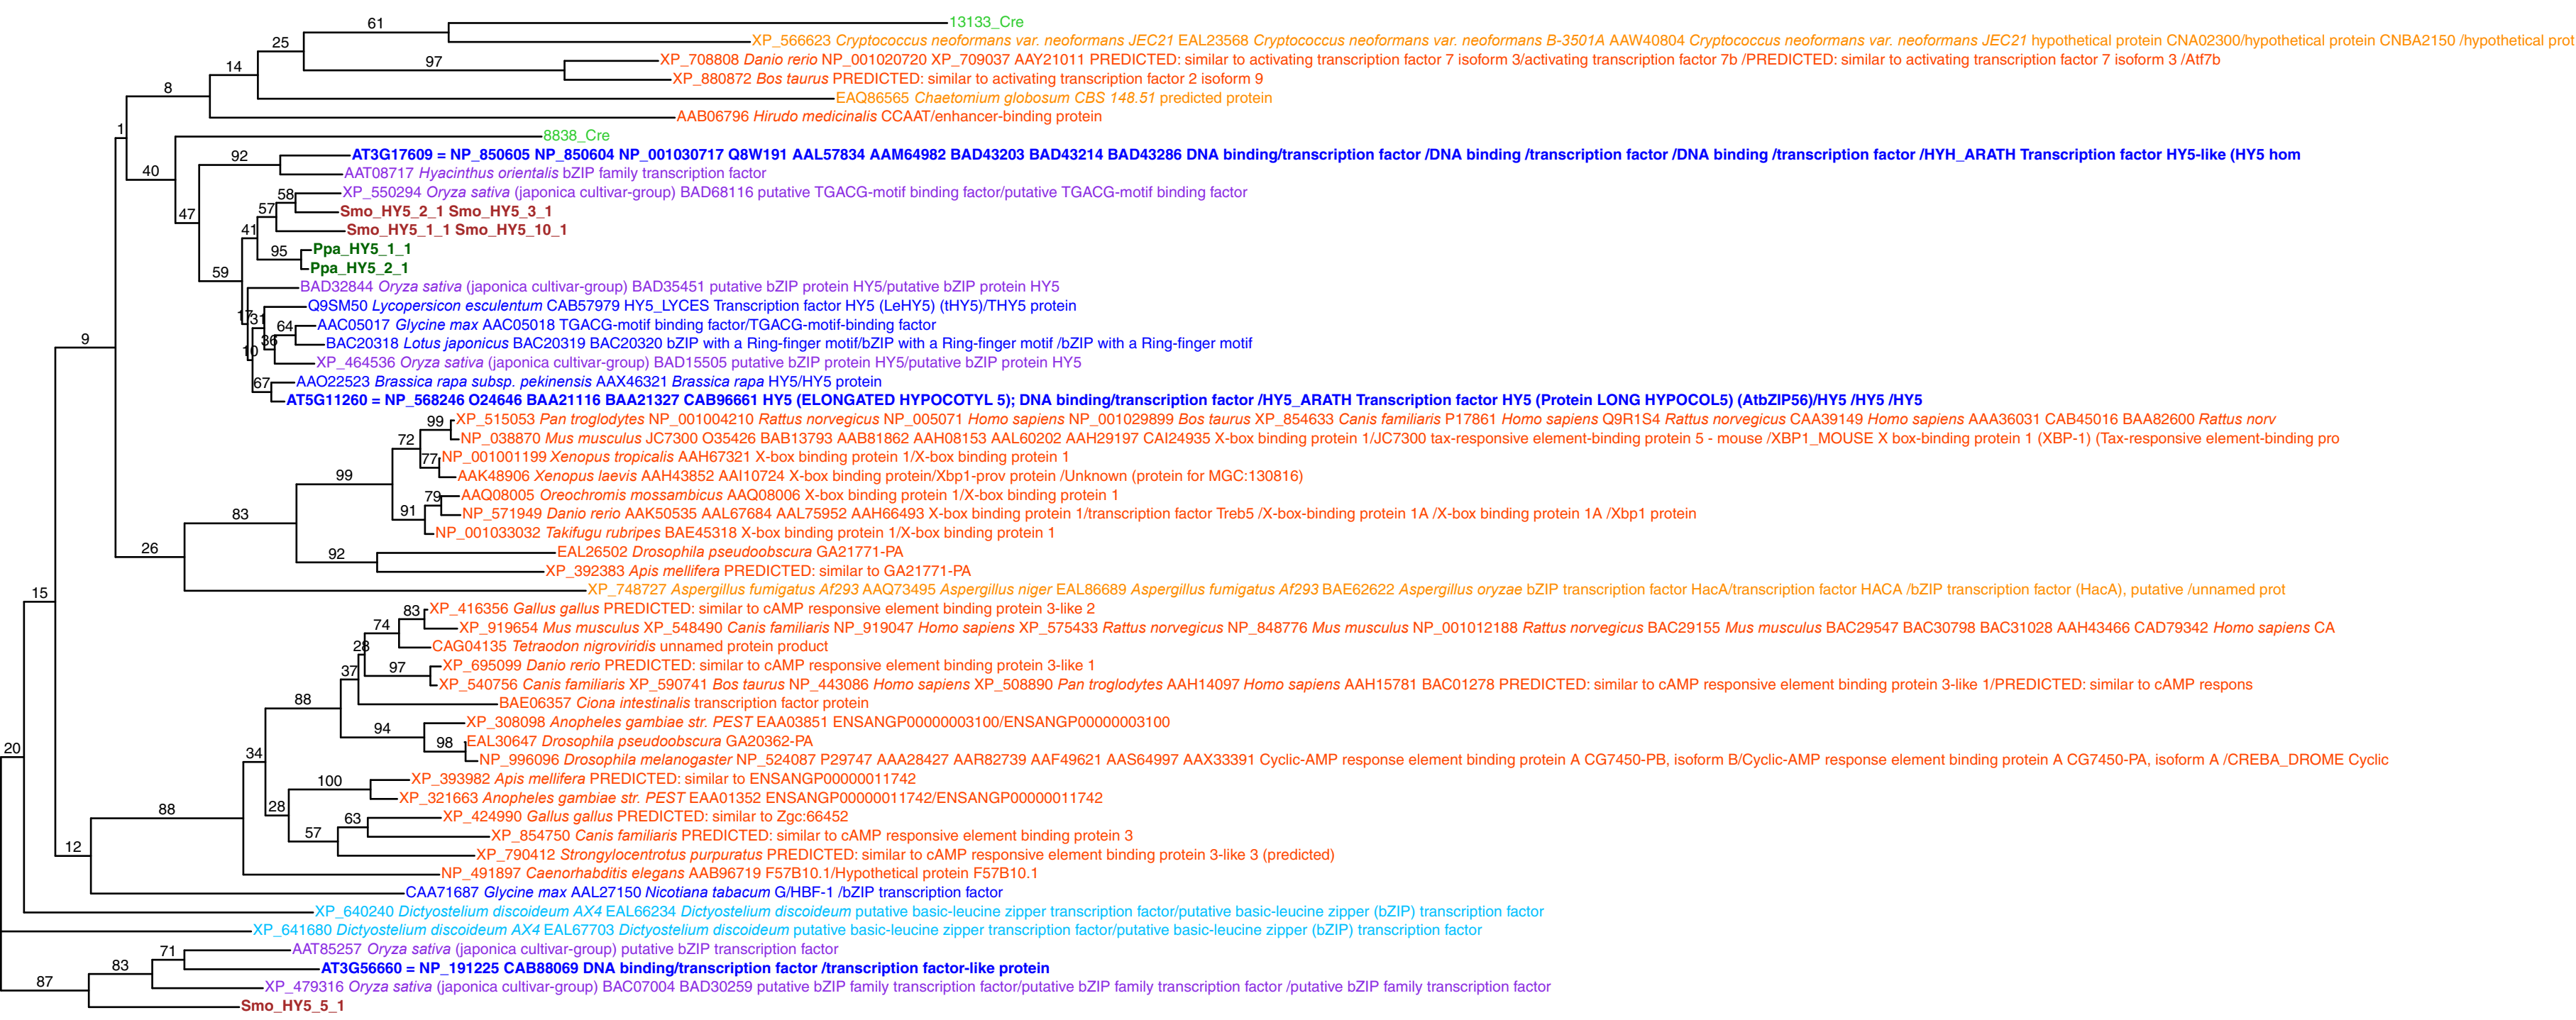 61 13133_Cre
25 XP_566623 Cryptococcus neoformans var. neoformans JEC21 EAL23568 Cryptococcus neoformans var. neoformans B-3501A AAW40804 Cryptococcus neoformans var. neoformans JEC21 hypothetical protein CNA02300/hypothetical protein CNBA2150 /hypothetical prot
97 XP_708808 Danio rerio NP_001020720 XP_709037 AAY21011 PREDICTED: similar to activating transcription factor 7 isoform 3/activating transcription factor 7b /PREDICTED: similar to activating transcription factor 7 isoform 3 /Atf7b
14 XP_880872 Bos taurus PREDICTED: similar to activating transcription factor 2 isoform 9
8 EAQ86565 Chaetomium globosum CBS 148.51 predicted protein
AAB06796 Hirudo medicinalis CCAAT/enhancer-binding protein
1 8838_Cre
92 AT3G17609 = NP_850605 NP_850604 NP_001030717 Q8W191 AAL57834 AAM64982 BAD43203 BAD43214 BAD43286 DNA binding/transcription factor /DNA binding /transcription factor /DNA binding /transcription factor /HYH_ARATH Transcription factor HY5-like (HY5 hom
40 AAT08717 Hyacinthus orientalis bZIP family transcription factor
58 XP_550294 Oryza sativa (japonica cultivar-group) BAD68116 putative TGACG-motif binding factor/putative TGACG-motif binding factor
47 57 Smo_HY5_2_1 Smo_HY5_3_1
41 Smo_HY5_1_1 Smo_HY5_10_1
95 Ppa_HY5_1_1
59 Ppa_HY5_2_1
BAD32844 Oryza sativa (japonica cultivar-group) BAD35451 putative bZIP protein HY5/putative bZIP protein HY5
17 31 Q9SM50 Lycopersicon esculentum CAB57979 HY5_LYCES Transcription factor HY5 (LeHY5) (tHY5)/THY5 protein
64 AAC05017 Glycine max AAC05018 TGACG-motif binding factor/TGACG-motif-binding factor
9 10 36 BAC20318 Lotus japonicus BAC20319 BAC20320 bZIP with a Ring-finger motif/bZIP with a Ring-finger motif /bZIP with a Ring-finger motif
XP_464536 Oryza sativa (japonica cultivar-group) BAD15505 putative bZIP protein HY5/putative bZIP protein HY5
67 AAO22523 Brassica rapa subsp. pekinensis AAX46321 Brassica rapa HY5/HY5 protein
AT5G11260 = NP_568246 O24646 BAA21116 BAA21327 CAB96661 HY5 (ELONGATED HYPOCOTYL 5); DNA binding/transcription factor /HY5_ARATH Transcription factor HY5 (Protein LONG HYPOCOL5) (AtbZIP56)/HY5 /HY5 /HY5
99 XP_515053 Pan troglodytes NP_001004210 Rattus norvegicus NP_005071 Homo sapiens NP_001029899 Bos taurus XP_854633 Canis familiaris P17861 Homo sapiens Q9R1S4 Rattus norvegicus CAA39149 Homo sapiens AAA36031 CAB45016 BAA82600 Rattus norv
72 NP_038870 Mus musculus JC7300 O35426 BAB13793 AAB81862 AAH08153 AAL60202 AAH29197 CAI24935 X-box binding protein 1/JC7300 tax-responsive element-binding protein 5 - mouse /XBP1_MOUSE X box-binding protein 1 (XBP-1) (Tax-responsive element-binding pro
77 NP_001001199 Xenopus tropicalis AAH67321 X-box binding protein 1/X-box binding protein 1
99 AAK48906 Xenopus laevis AAH43852 AAI10724 X-box binding protein/Xbp1-prov protein /Unknown (protein for MGC:130816)
79 AAQ08005 Oreochromis mossambicus AAQ08006 X-box binding protein 1/X-box binding protein 1
83 91 NP_571949 Danio rerio AAK50535 AAL67684 AAL75952 AAH66493 X-box binding protein 1/transcription factor Treb5 /X-box-binding protein 1A /X-box binding protein 1A /Xbp1 protein
NP_001033032 Takifugu rubripes BAE45318 X-box binding protein 1/X-box binding protein 1
26 92 EAL26502 Drosophila pseudoobscura GA21771-PA
XP_392383 Apis mellifera PREDICTED: similar to GA21771-PA
15 XP_748727 Aspergillus fumigatus Af293 AAQ73495 Aspergillus niger EAL86689 Aspergillus fumigatus Af293 BAE62622 Aspergillus oryzae bZIP transcription factor HacA/transcription factor HACA /bZIP transcription factor (HacA), putative /unnamed prot
83 XP_416356 Gallus gallus PREDICTED: similar to cAMP responsive element binding protein 3-like 2
74 XP_919654 Mus musculus XP_548490 Canis familiaris NP_919047 Homo sapiens XP_575433 Rattus norvegicus NP_848776 Mus musculus NP_001012188 Rattus norvegicus BAC29155 Mus musculus BAC29547 BAC30798 BAC31028 AAH43466 CAD79342 Homo sapiens CA
28 CAG04135 Tetraodon nigroviridis unnamed protein product
37 97 XP_695099 Danio rerio PREDICTED: similar to cAMP responsive element binding protein 3-like 1
XP_540756 Canis familiaris XP_590741 Bos taurus NP_443086 Homo sapiens XP_508890 Pan troglodytes AAH14097 Homo sapiens AAH15781 BAC01278 PREDICTED: similar to cAMP responsive element binding protein 3-like 1/PREDICTED: similar to cAMP respons
88 BAE06357 Ciona intestinalis transcription factor protein
94 XP_308098 Anopheles gambiae str. PEST EAA03851 ENSANGP00000003100/ENSANGP00000003100
20 34 98 EAL30647 Drosophila pseudoobscura GA20362-PA
NP_996096 Drosophila melanogaster NP_524087 P29747 AAA28427 AAR82739 AAF49621 AAS64997 AAX33391 Cyclic-AMP response element binding protein A CG7450-PB, isoform B/Cyclic-AMP response element binding protein A CG7450-PA, isoform A /CREBA_DROME Cyclic
100 XP_393982 Apis mellifera PREDICTED: similar to ENSANGP00000011742
88 28 XP_321663 Anopheles gambiae str. PEST EAA01352 ENSANGP00000011742/ENSANGP00000011742
63 XP_424990 Gallus gallus PREDICTED: similar to Zgc:66452
57 XP_854750 Canis familiaris PREDICTED: similar to cAMP responsive element binding protein 3
12 XP_790412 Strongylocentrotus purpuratus PREDICTED: similar to cAMP responsive element binding protein 3-like 3 (predicted)
NP_491897 Caenorhabditis elegans AAB96719 F57B10.1/Hypothetical protein F57B10.1
CAA71687 Glycine max AAL27150 Nicotiana tabacum G/HBF-1 /bZIP transcription factor
XP_640240 Dictyostelium discoideum AX4 EAL66234 Dictyostelium discoideum putative basic-leucine zipper transcription factor/putative basic-leucine zipper (bZIP) transcription factor
XP_641680 Dictyostelium discoideum AX4 EAL67703 Dictyostelium discoideum putative basic-leucine zipper transcription factor/putative basic-leucine zipper (bZIP) transcription factor
71 AAT85257 Oryza sativa (japonica cultivar-group) putative bZIP transcription factor
83 AT3G56660 = NP_191225 CAB88069 DNA binding/transcription factor /transcription factor-like protein
87 XP_479316 Oryza sativa (japonica cultivar-group) BAC07004 BAD30259 putative bZIP family transcription factor/putative bZIP family transcription factor /putative bZIP family transcription factor
Smo_HY5_5_1